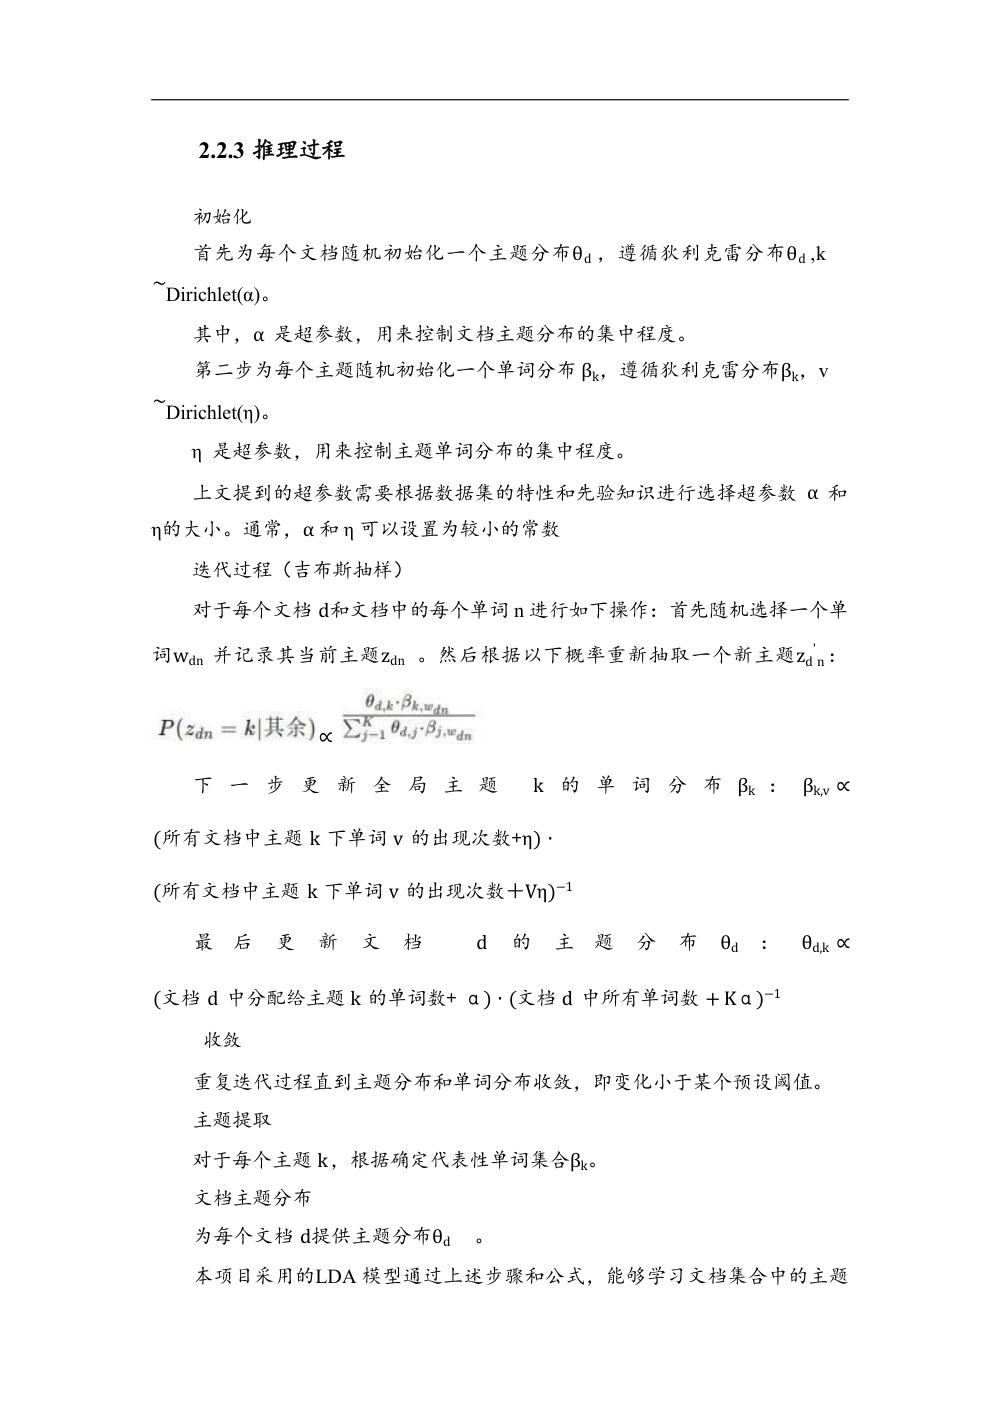 2.2.3 推理过程
初始化
首先为每个文档随机初始化一个主题分布θd ，遵循狄利克雷分布θd ,k
~Dirichlet(α)。
其中，α 是超参数，用来控制文档主题分布的集中程度。
第二步为每个主题随机初始化一个单词分布 βk，遵循狄利克雷分布βk，v
~Dirichlet(η)。
η 是超参数，用来控制主题单词分布的集中程度。
上文提到的超参数需要根据数据集的特性和先验知识进行选择超参数 α 和
η的大小。通常，α 和 η 可以设置为较小的常数
迭代过程（吉布斯抽样）
对于每个文档 d和文档中的每个单词 n 进行如下操作：首先随机选择一个单
词wdn 并记录其当前主题zdn 。然后根据以下概率重新抽取一个新主题zd'n：
P(zdn = k|其余)∝ θd,k·βk,wdn / ∑j−1K θd,j·βj,wdn
下一步更新全局主题 k 的单词分布βk： βk,v ∝
(所有文档中主题 k 下单词 v 的出现次数+η) ·
(所有文档中主题 k 下单词 v 的出现次数＋Vη)−1
最后更新文档 d 的主题分布θd： θd,k ∝
(文档 d 中分配给主题 k 的单词数+ α) · (文档 d 中所有单词数 + Kα)−1
收敛
重复迭代过程直到主题分布和单词分布收敛，即变化小于某个预设阈值。
主题提取
对于每个主题 k，根据确定代表性单词集合βk。
文档主题分布
为每个文档 d提供主题分布θd 。
本项目采用的LDA 模型通过上述步骤和公式，能够学习文档集合中的主题